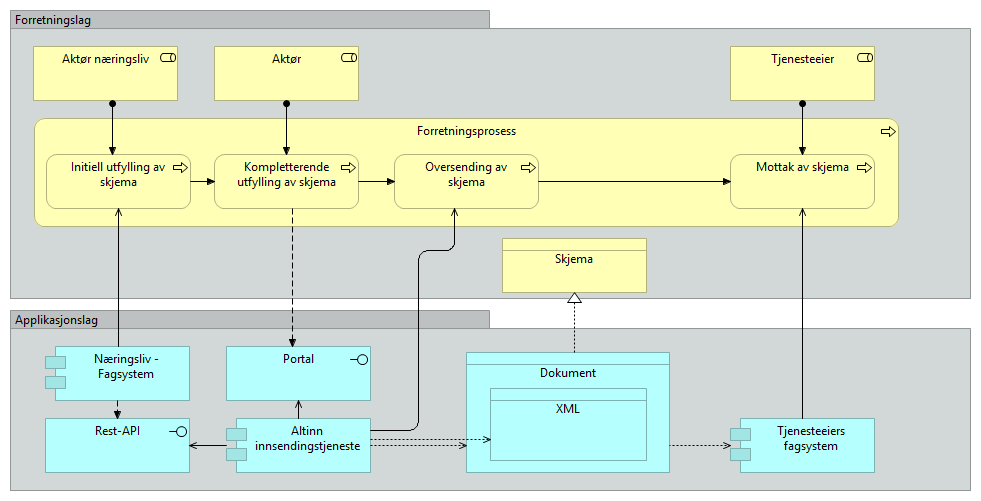 Forretningslag
Aktør næringsliv
Aktør
Tjenesteeier
Forretningsprosess
Initiell utfylling av
skjema
Kompletterende
utfylling av skjema
Oversending av
skjema
Mottak av skjema
Skjema
Applikasjonslag
Næringsliv -
Fagsystem
Portal
Dokument
XML
Rest-API
Altinn
innsendingstjeneste
Tjenesteeiers
fagsystem